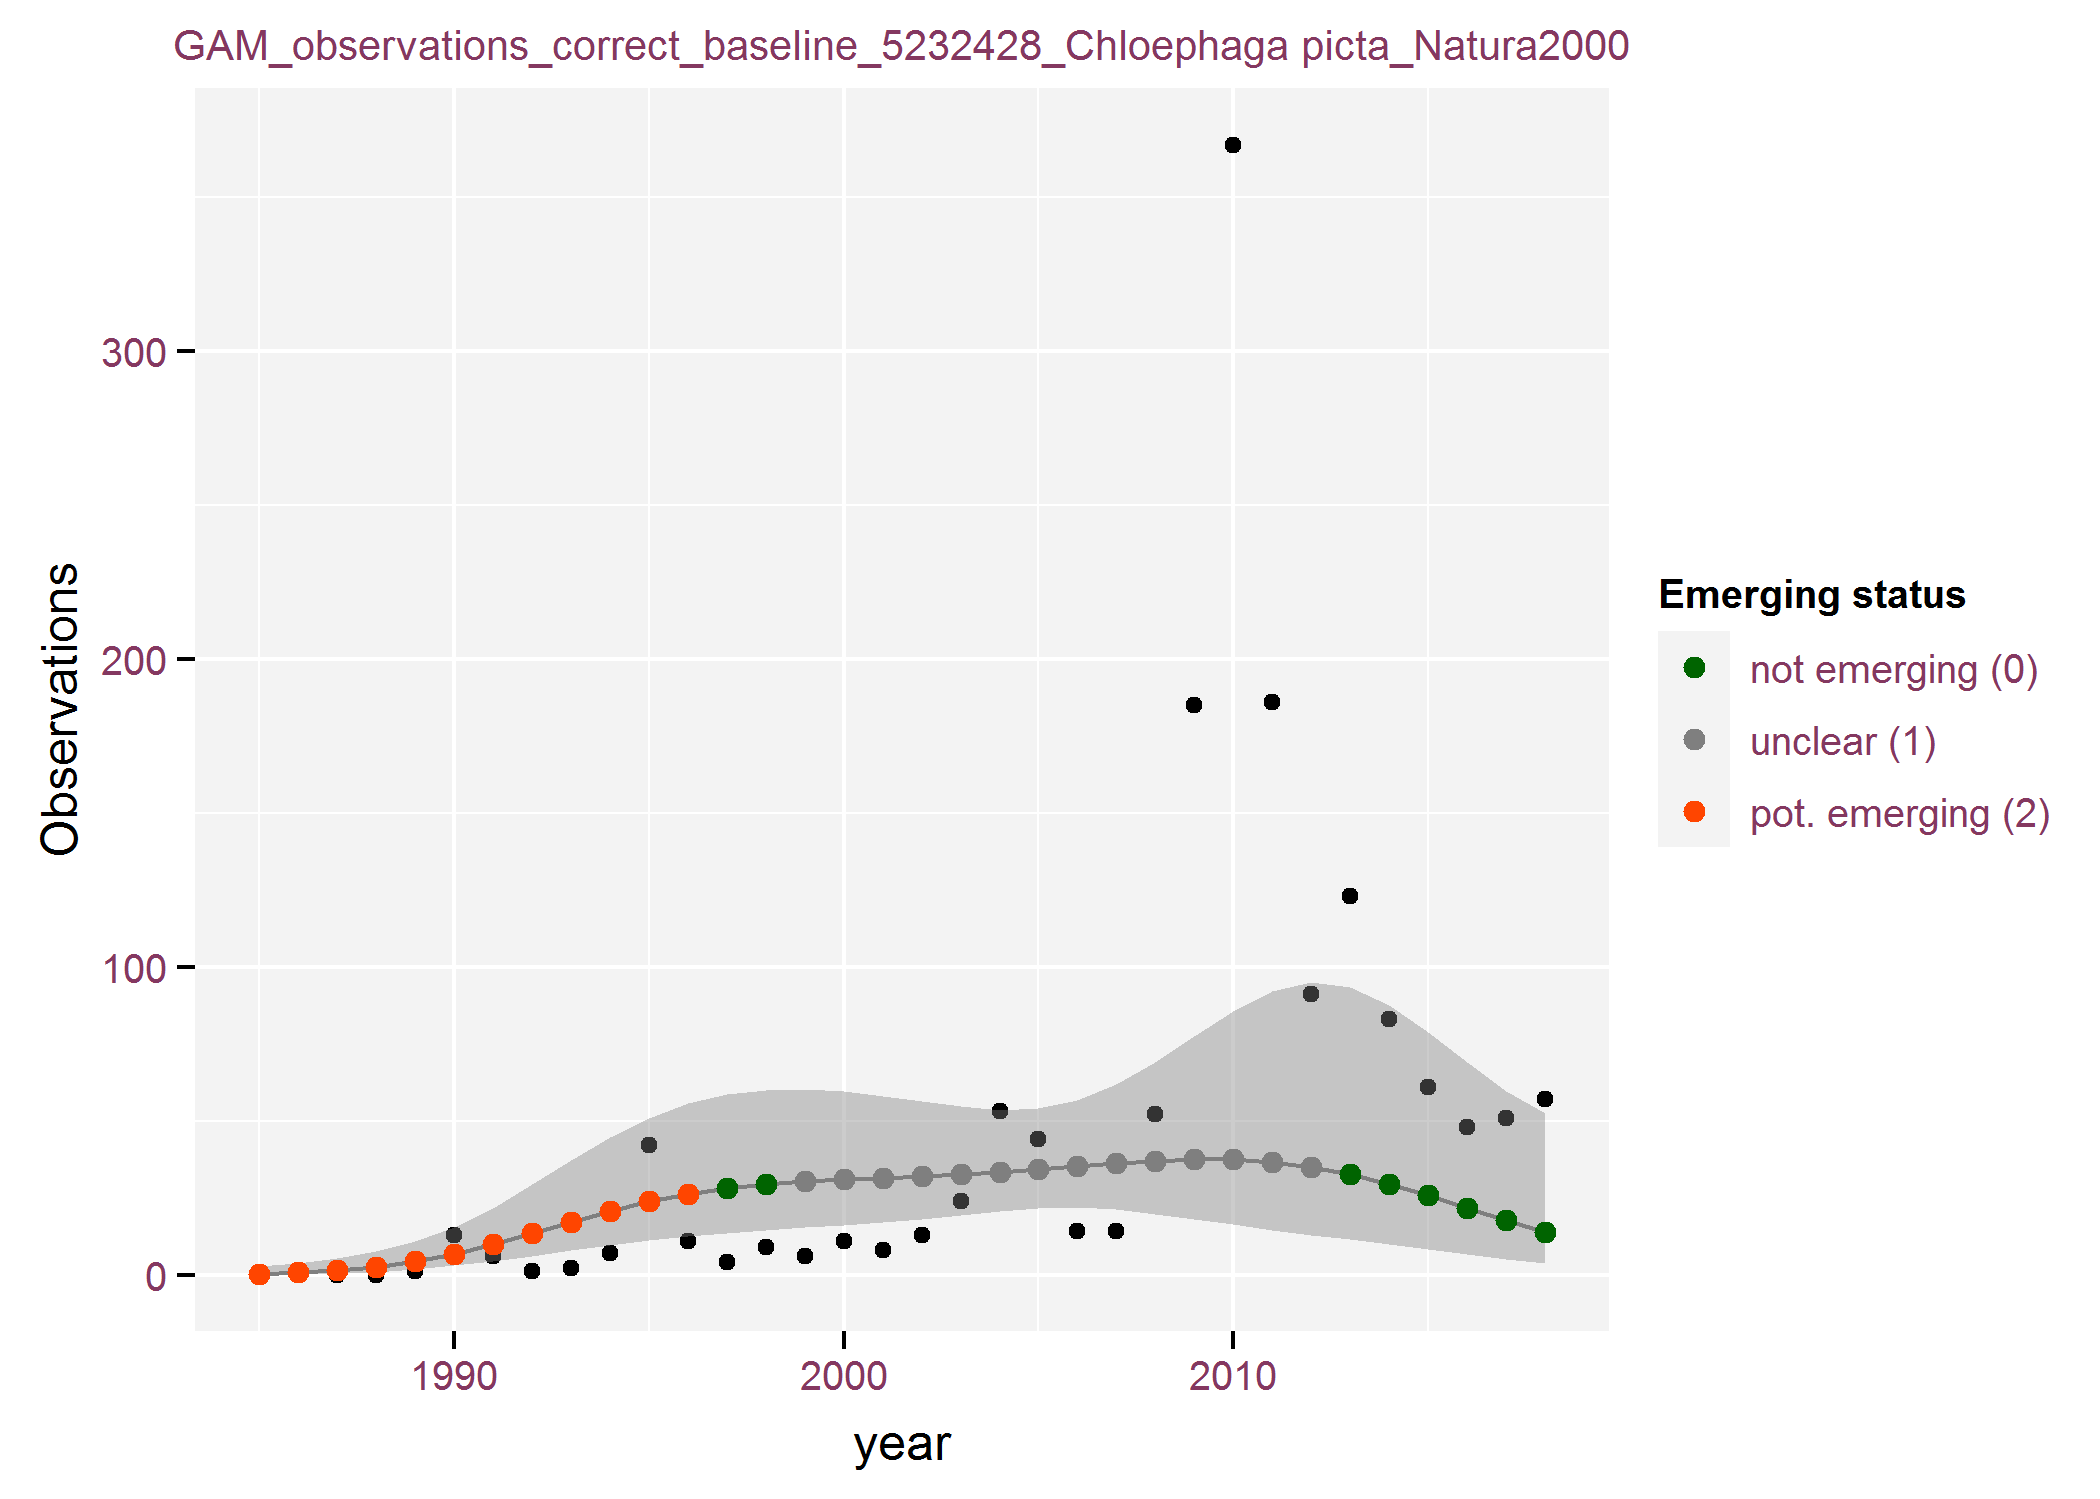 GAM_observations_correct_baseline_5232428_Chloephaga picta_Natura2000
Observations
300
200
100
0
1990
2000
2010
year
Emerging status
not emerging (0)
unclear (1)
pot. emerging (2)